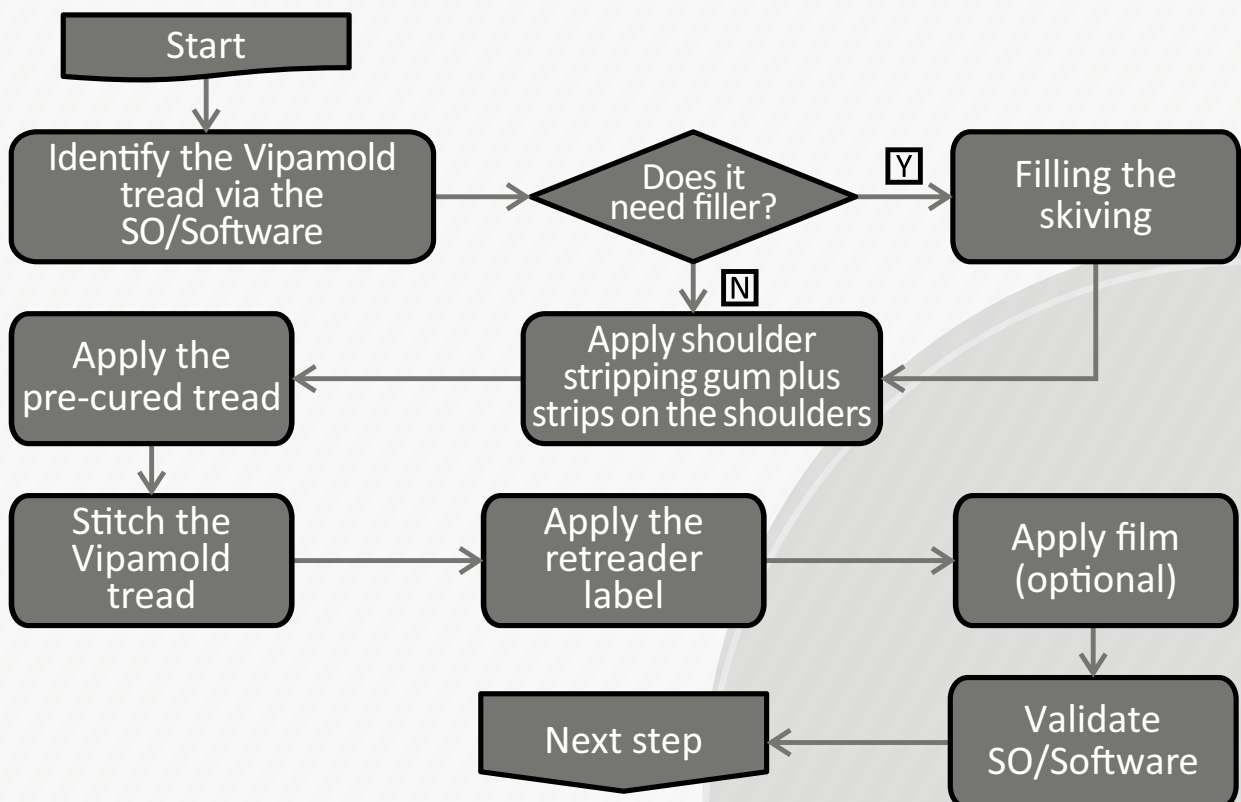 Start
Identify the Vipamold
tread via the
SO/Software
Does it
need filler?
Y
Filling the
skiving
N
Apply shoulder
stripping gum plus
strips on the shoulders
Apply the
pre-cured tread
Stitch the
Vipamold
tread
Apply the
retreader
label
Apply film
(optional)
Validate
SO/Software
Next step